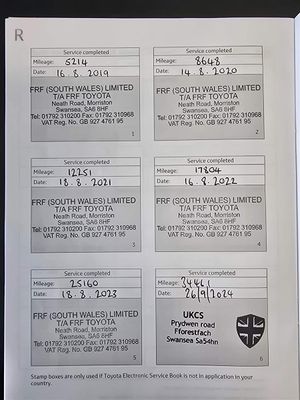 R
Service completed
Mileage: 5214
Date: 16.8.2019
FRF (SOUTH WALES) LIMITED
T/A FRF TOYOTA
Neath Road, Morriston
Swansea, SA6 8HF
Tel: 01792 310200 Fax: 01792 310968
VAT Reg. No. GB 927 4761 95
1
Service completed
Mileage: 8648
Date: 14.8.2020
FRF (SOUTH WALES) LIMITED
T/A FRF TOYOTA
Neath Road, Morriston
Swansea, SA6 8HF
Tel: 01792 310200 Fax: 01792 310968
VAT Reg. No. GB 927 4761 95
2
Service completed
Mileage: 12251
Date: 18.8.2021
FRF (SOUTH WALES) LIMITED
T/A FRF TOYOTA
Neath Road, Morriston
Swansea, SA6 8HF
Tel: 01792 310200 Fax: 01792 310968
VAT Reg. No. GB 927 4761 95
3
Service completed
Mileage: 17804
Date: 16.8.2022
FRF (SOUTH WALES) LIMITED
T/A FRF TOYOTA
Neath Road, Morriston
Swansea, SA6 8HF
Tel: 01792 310200 Fax: 01792 310968
VAT Reg. No. GB 927 4761 95
4
Service completed
Mileage: 25160
Date: 18.8.2023
FRF (SOUTH WALES) LIMITED
T/A FRF TOYOTA
Neath Road, Morriston
Swansea, SA6 8HF
Tel: 01792 310200 Fax: 01792 310968
VAT Reg. No. GB 927 4761 95
5
Service completed
Mileage: 34461
Date: 26/9/2024
UKCS
Prydwen road
Fforestfach
Swansea Sa54hn
6
Stamp boxes are only used if Toyota Electronic Service Book is not in application in your
country.